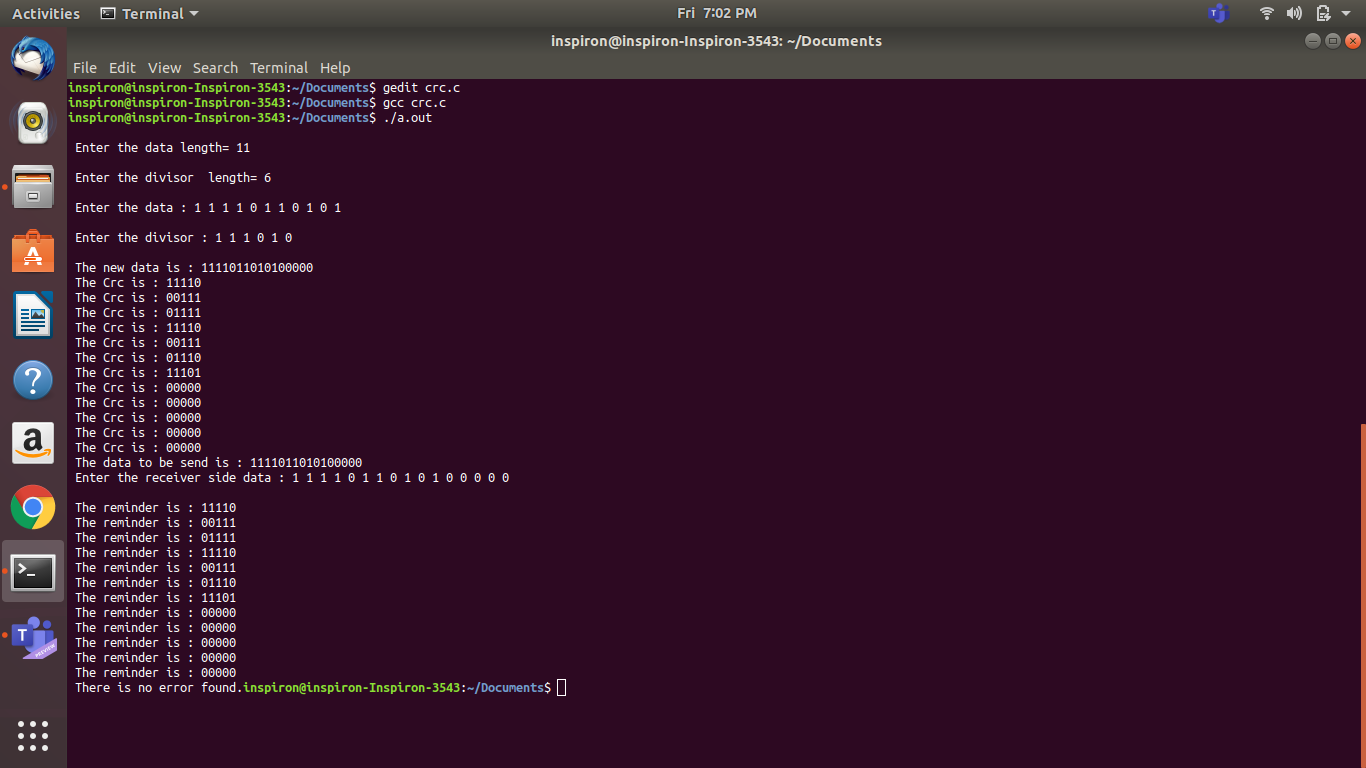 Activities Terminal Fri 7:02 PM
inspiron@inspiron-Inspiron-3543: ~/Documents
File Edit View Search Terminal Help
inspiron@inspiron-Inspiron-3543:~/Documents$ gedit crc.c
inspiron@inspiron-Inspiron-3543:~/Documents$ gcc crc.c
inspiron@inspiron-Inspiron-3543:~/Documents$ ./a.out
Enter the data length= 11
Enter the divisor  length= 6
Enter the data : 1 1 1 1 0 1 1 0 1 0 1
Enter the divisor : 1 1 1 0 1 0
The new data is : 1111011010100000
The Crc is : 11110
The Crc is : 00111
The Crc is : 01111
The Crc is : 11110
The Crc is : 00111
The Crc is : 01110
The Crc is : 11101
The Crc is : 00000
The Crc is : 00000
The Crc is : 00000
The Crc is : 00000
The Crc is : 00000
The data to be send is : 1111011010100000
Enter the receiver side data : 1 1 1 1 0 1 1 0 1 0 1 0 0 0 0 0
The reminder is : 11110
The reminder is : 00111
The reminder is : 01111
The reminder is : 11110
The reminder is : 00111
The reminder is : 01110
The reminder is : 11101
The reminder is : 00000
The reminder is : 00000
The reminder is : 00000
The reminder is : 00000
The reminder is : 00000
There is no error found.inspiron@inspiron-Inspiron-3543:~/Documents$